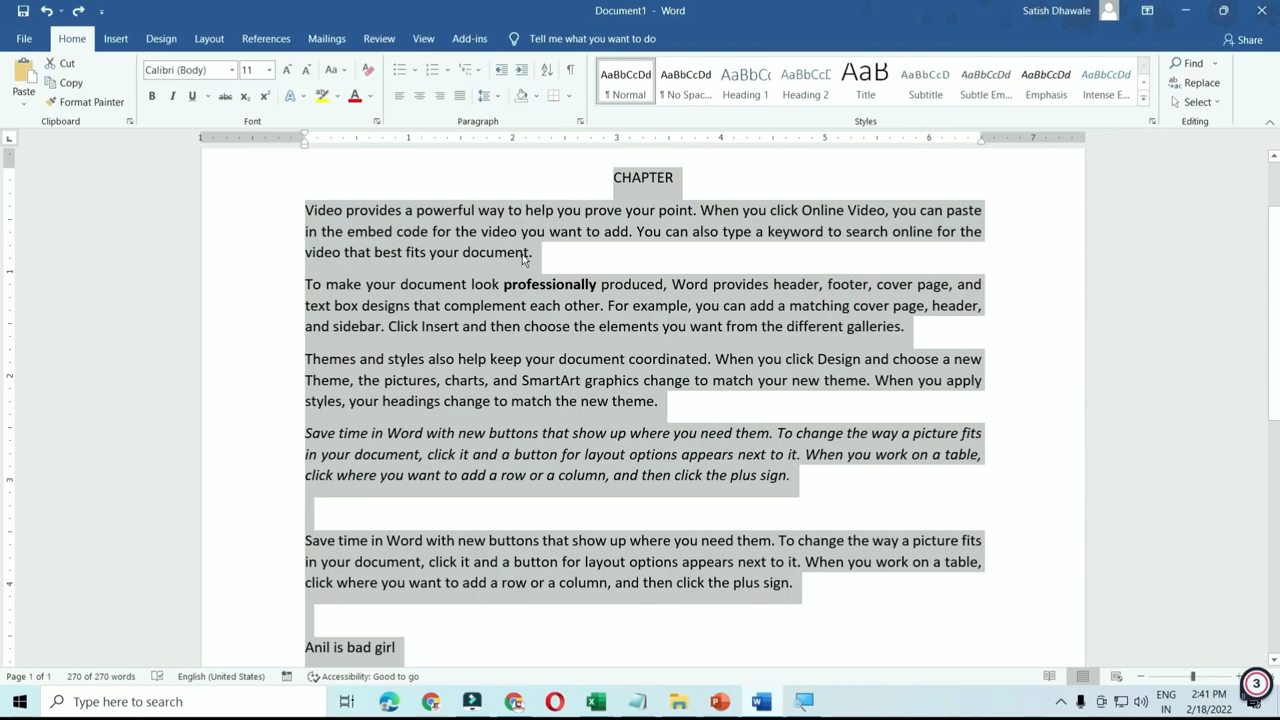 Document1 - Word
Satish Dhawale
File Home Insert Design Layout References Mailings Review View Add-ins Tell me what you want to do Share
Paste
Cut
Copy
Format Painter
Clipboard
Calibri (Body) 11 Aa
B I U abc x₂ x² A A
Font
Paragraph
AaBbCcDd AaBbCcDd AaBbC( AaBbCcE AaB AaBbCcD AaBbCcDd AaBbCcDd AaBbCcDd
¶ Normal ¶ No Spac... Heading 1 Heading 2 Title Subtitle Subtle Em... Emphasis Intense E...
Styles
Find
Replace
Select
Editing
1 1 2 3 4 5 6 7
CHAPTER
Video provides a powerful way to help you prove your point. When you click Online Video, you can paste
in the embed code for the video you want to add. You can also type a keyword to search online for the
video that best fits your document.
To make your document look professionally produced, Word provides header, footer, cover page, and
text box designs that complement each other. For example, you can add a matching cover page, header,
and sidebar. Click Insert and then choose the elements you want from the different galleries.
Themes and styles also help keep your document coordinated. When you click Design and choose a new
Theme, the pictures, charts, and SmartArt graphics change to match your new theme. When you apply
styles, your headings change to match the new theme.
Save time in Word with new buttons that show up where you need them. To change the way a picture fits
in your document, click it and a button for layout options appears next to it. When you work on a table,
click where you want to add a row or a column, and then click the plus sign.
Save time in Word with new buttons that show up where you need them. To change the way a picture fits
in your document, click it and a button for layout options appears next to it. When you work on a table,
click where you want to add a row or a column, and then click the plus sign.
Anil is bad girl
1
2
3
4
Page 1 of 1 270 of 270 words English (United States) Accessibility: Good to go
Type here to search
ENG
IN
2:41 PM
2/18/2022
3